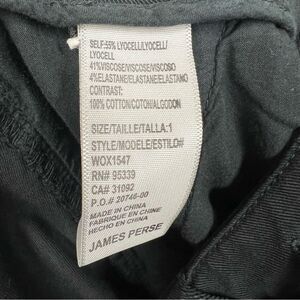 SELF:55% LYOCELL/LYOCELL/
LYOCELL
41%VISCOSE/VISCOSE/VISCOSO
4%ELASTANE/ELASTANE/ELASTANO
CONTRAST:
100% COTTON/COTON/ALGODON
SIZE/TAILLE/TALLA:1
STYLE/MODELE/ESTILO#
WOX1547
RN# 95339
CA# 31092
P.O.# 20746-00
MADE IN CHINA
FABRIQUE EN CHINE
HECHO EN CHINA
JAMES PERSE